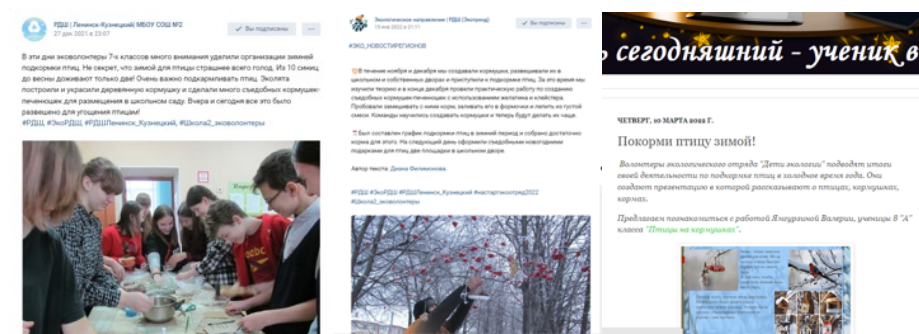 РДШ | Ленинск-Кузнецкий| МБОУ СОШ №2
27 дек 2021 в 23:07
Вы подписаны
В эти дни эковолонтеры 7-х классов много внимания уделили организации зимней
подкормки птиц. Не секрет, что зимой для птицы страшнее всего голод. Из 10 синиц
до весны доживают только две! Очень важно подкармливать птиц. Эколята
построили и украсили деревянную кормушку и сделали много съедобных кормушек-
печенюшек для размещения в школьном саду. Вчера и сегодня все это было
развешено для угощения птицам!
#РДШ, #ЭкоРДШ, #РДШЛенинск_Кузнецкий, #Школа2_эковолонтеры
Экологическое направление | РДШ (Экотренд)
15 янв 2022 в 21:11
Вы подписаны
#ЭКО_НОВОСТИРЕГИОНОВ
В течение ноября и декабря мы создавали кормушки, развешивали их в
школьном и собственных дворах и приступили к подкормке птиц. За это время мы
изучили теорию и в конце декабря провели практическую работу по созданию
съедобных кормушек-печенюшек с использованием желатина и клейстера.
Пробовали замешивать с ними корм, заливать его в формочки и лепить из густой
смеси. Команды научились создавать кормушки и теперь будут делать их чаще.
Был составлен график подкормки птиц в зимний период и собрано достаточно
корма для этого. На следующий день оформили съедобными новогодними
подарками для птиц две площадки в школьном дворе.
Автор текста: Диана Филимонова.
#РДШ #ЭкоРДШ #РДШЛенинск_Кузнецкий #настартэкоотряд2022
#Школа2_эковолонтеры
ь сегодняшний - ученик в
ЧЕТВЕРГ, 10 МАРТА 2022 Г.
Покорми птицу зимой!
Волонтеры экологического отряда "Дети экологии" подводят итоги
своей деятельности по подкормке птиц в холодное время года. Они
создают презентацию в которой рассказывают о птицах, кормушках,
кормах.
Предлагаем познакомиться с работой Ямгурзиной Валерии, ученицы 8 "А"
класса "Птицы на кормушках".